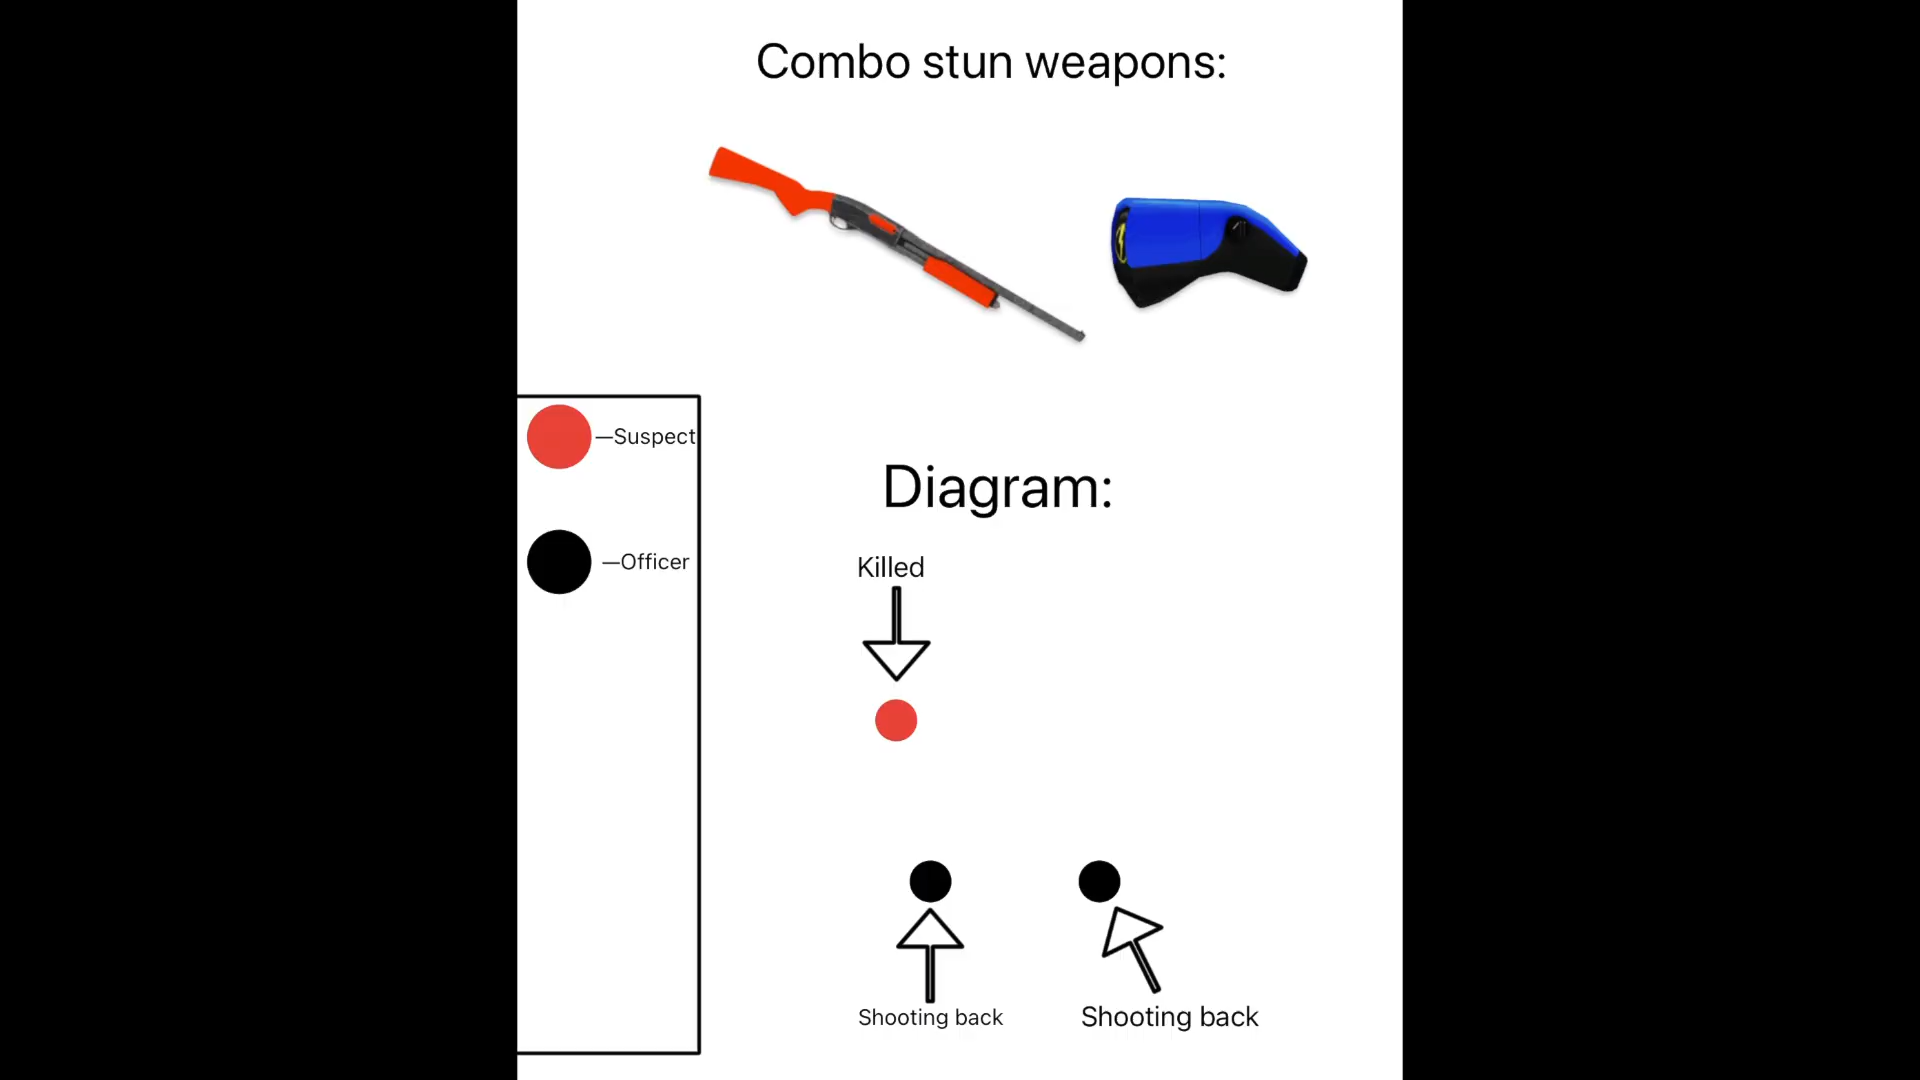 Combo stun weapons:
—Suspect
—Officer
Diagram:
Killed
Shooting back
Shooting back